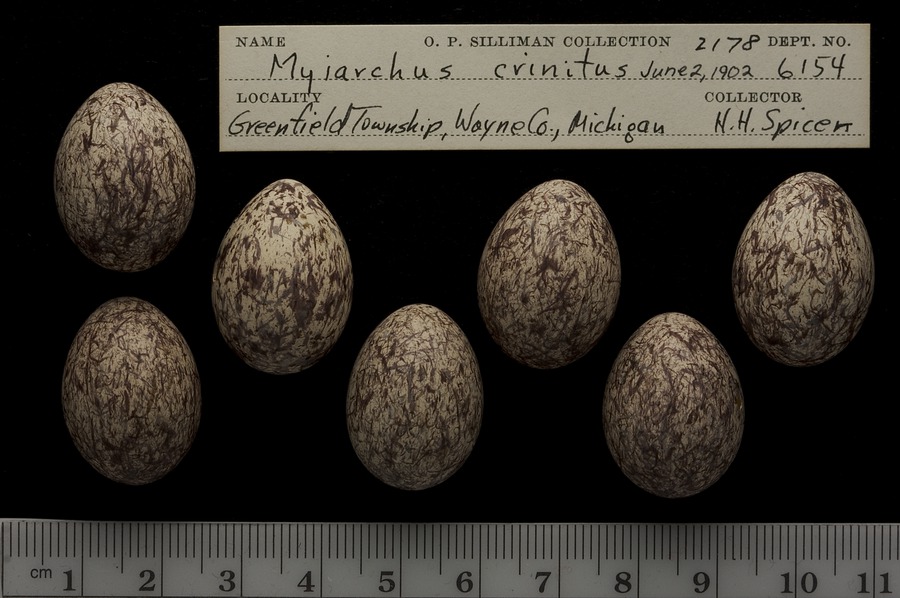 NAME O. P. SILLIMAN COLLECTION 2178 DEPT. NO.
Myiarchus crinitus June 2, 1902 6154
LOCALITY COLLECTOR
Greenfield Township, Wayne Co., Michigan H. H. Spicer
cm 1 2 3 4 5 6 7 8 9 10 11